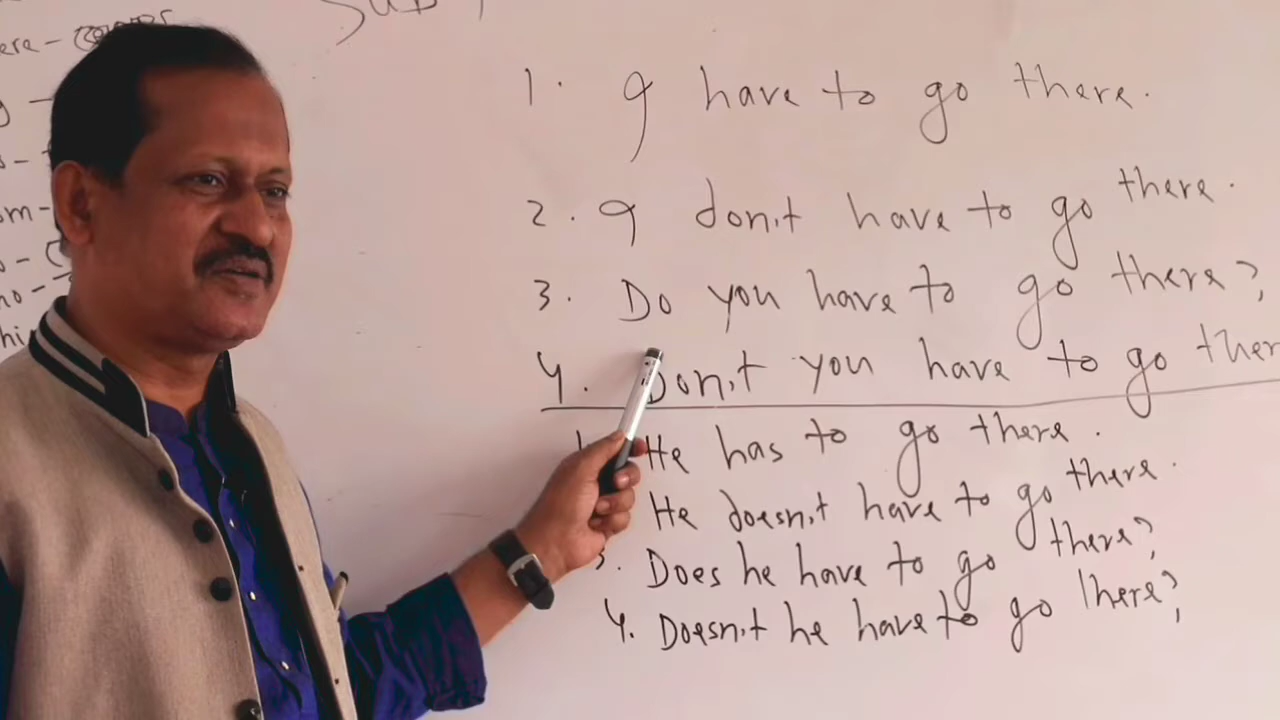 SUB
1. I have to go there.
2. I don't have to go there.
3. Do you have to go there?
4. Don't you have to go ther
1. He has to go there.
He doesn't have to go there.
3. Does he have to go there?
4. Doesn't he have to go there?